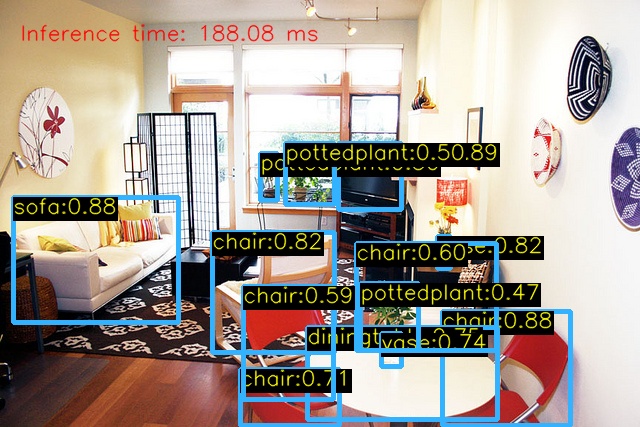 Inference time: 188.08 ms
pottedplant:0.50.89
sofa:0.88
chair:0.82
chair:0.60
se:0.82
chair:0.59
pottedplant:0.47
chair:0.88
vase:0.74
chair:0.71